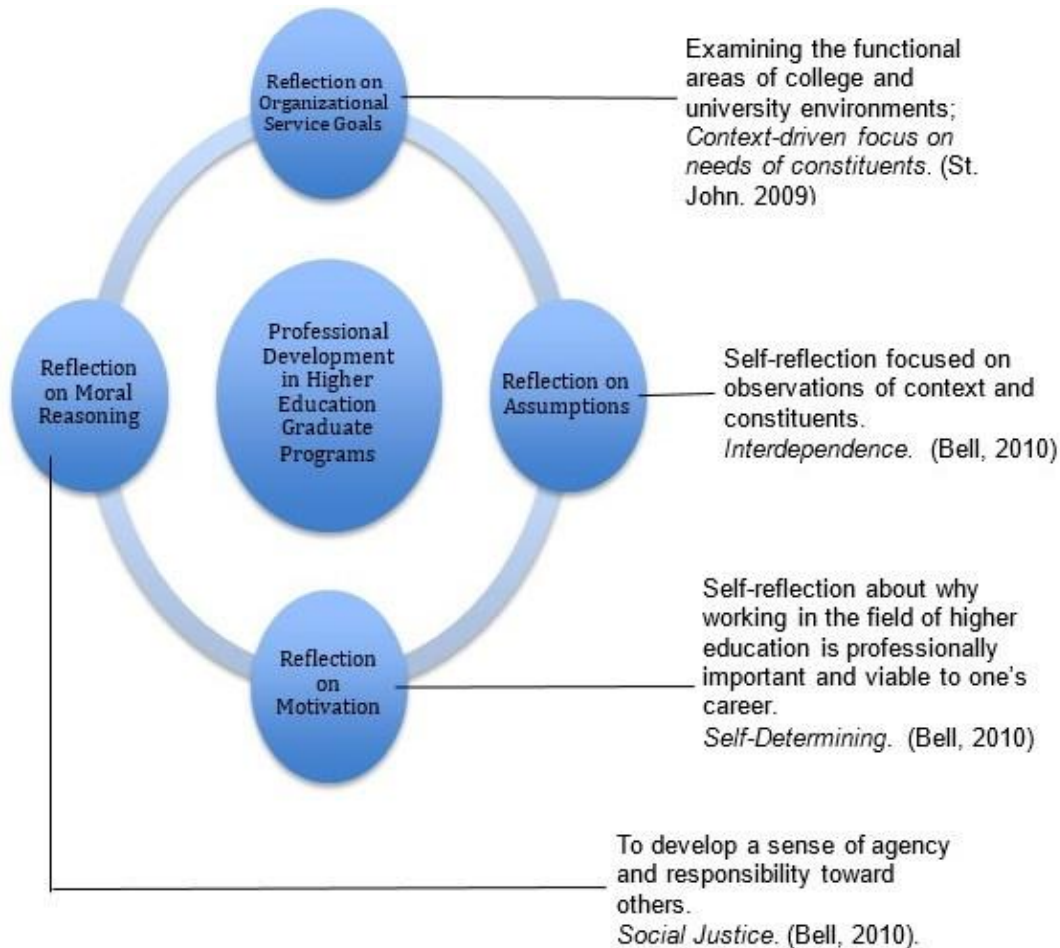 Reflection on
Organizational
Service Goals
Examining the functional
areas of college and
university environments;
Context-driven focus on
needs of constituents. (St.
John. 2009)
Professional
Development
in Higher
Education
Graduate
Programs
Reflection
on Moral
Reasoning
Reflection on
Assumptions
Self-reflection focused on
observations of context and
constituents.
Interdependence. (Bell, 2010)
Reflection
on
Motivation
Self-reflection about why
working in the field of higher
education is professionally
important and viable to one's
career.
Self-Determining. (Bell, 2010)
To develop a sense of agency
and responsibility toward
others.
Social Justice. (Bell, 2010).